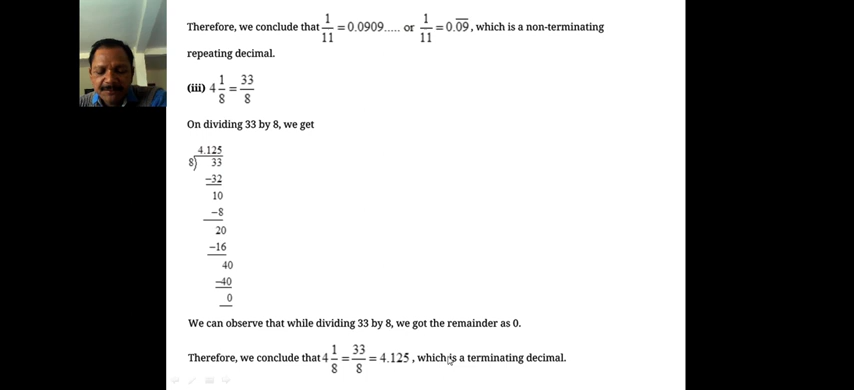 Therefore, we conclude that 1/11 = 0.0909..... or 1/11 = 0.0̅9̅, which is a non-terminating
repeating decimal.
(iii) 4 1/8 = 33/8
On dividing 33 by 8, we get
4.125
8) 33
−32
10
−8
20
−16
40
−40
0
We can observe that while dividing 33 by 8, we got the remainder as 0.
Therefore, we conclude that 4 1/8 = 33/8 = 4.125 , which is a terminating decimal.